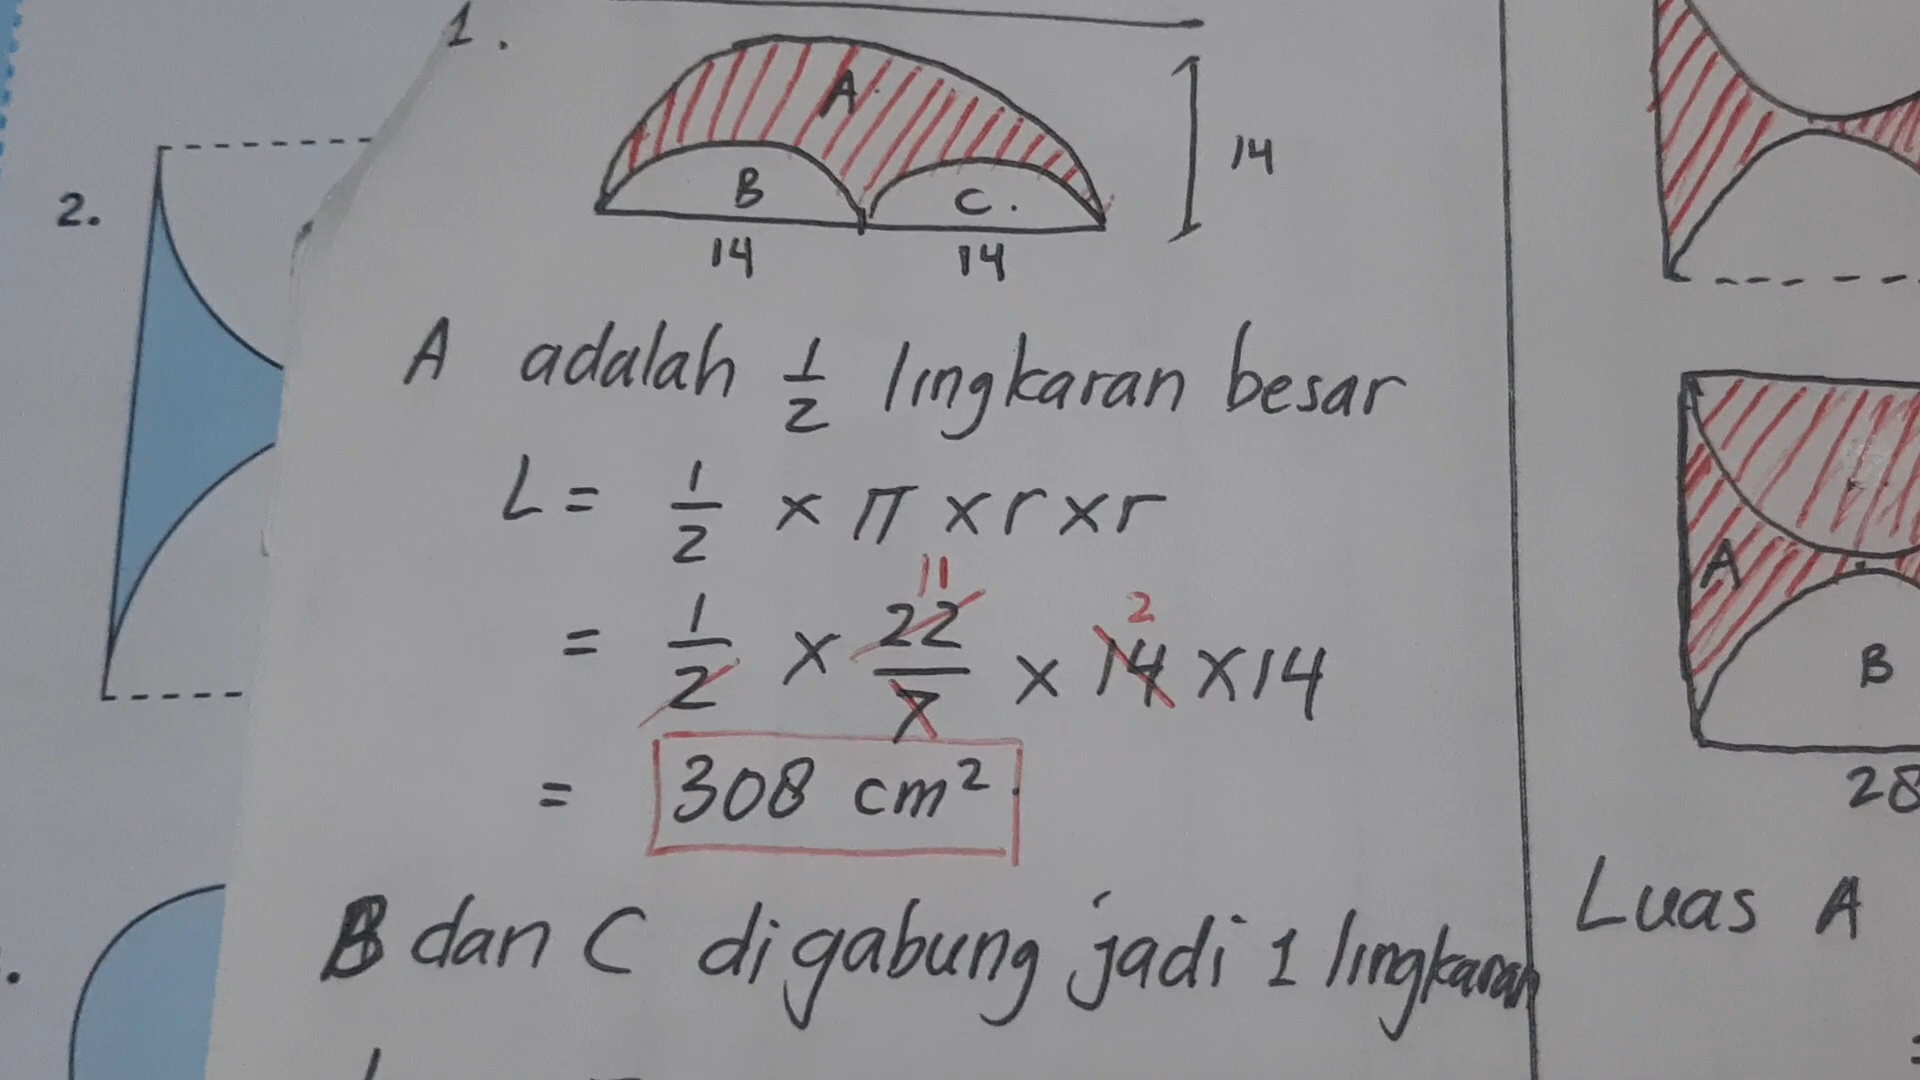 1.
A
14
B
C.
14
14
A adalah 1/2 lingkaran besar
L = 1/2 × π × r × r
11
2
= 1/2 × 22/7 × 14 × 14
= 308 cm²
B dan C digabung jadi 1 lingkaran
2.
A
B
28
Luas A